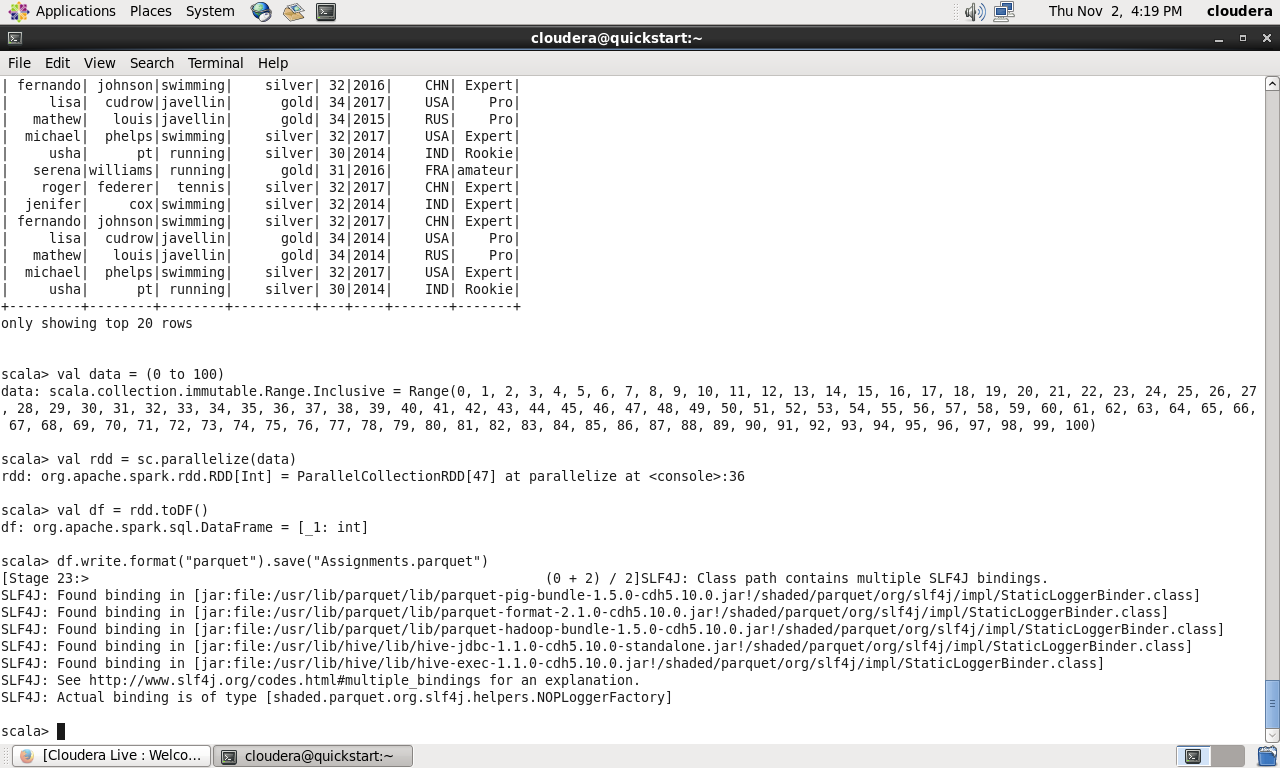 Applications Places System Thu Nov 2, 4:19 PM cloudera
cloudera@quickstart:~
File Edit View Search Terminal Help
| fernando| johnson|swimming|    silver| 32|2016|    CHN| Expert|
|     lisa|  cudrow|javellin|      gold| 34|2017|    USA|    Pro|
|   mathew|   louis|javellin|      gold| 34|2015|    RUS|    Pro|
|  michael|  phelps|swimming|    silver| 32|2017|    USA| Expert|
|     usha|      pt| running|    silver| 30|2014|    IND| Rookie|
|   serena|williams| running|      gold| 31|2016|    FRA|amateur|
|    roger| federer|  tennis|    silver| 32|2017|    CHN| Expert|
|  jenifer|     cox|swimming|    silver| 32|2014|    IND| Expert|
| fernando| johnson|swimming|    silver| 32|2017|    CHN| Expert|
|     lisa|  cudrow|javellin|      gold| 34|2014|    USA|    Pro|
|   mathew|   louis|javellin|      gold| 34|2014|    RUS|    Pro|
|  michael|  phelps|swimming|    silver| 32|2017|    USA| Expert|
|     usha|      pt| running|    silver| 30|2014|    IND| Rookie|
+---------+--------+--------+----------+---+----+-------+-------+
only showing top 20 rows
scala> val data = (0 to 100)
data: scala.collection.immutable.Range.Inclusive = Range(0, 1, 2, 3, 4, 5, 6, 7, 8, 9, 10, 11, 12, 13, 14, 15, 16, 17, 18, 19, 20, 21, 22, 23, 24, 25, 26, 27
, 28, 29, 30, 31, 32, 33, 34, 35, 36, 37, 38, 39, 40, 41, 42, 43, 44, 45, 46, 47, 48, 49, 50, 51, 52, 53, 54, 55, 56, 57, 58, 59, 60, 61, 62, 63, 64, 65, 66,
67, 68, 69, 70, 71, 72, 73, 74, 75, 76, 77, 78, 79, 80, 81, 82, 83, 84, 85, 86, 87, 88, 89, 90, 91, 92, 93, 94, 95, 96, 97, 98, 99, 100)
scala> val rdd = sc.parallelize(data)
rdd: org.apache.spark.rdd.RDD[Int] = ParallelCollectionRDD[47] at parallelize at <console>:36
scala> val df = rdd.toDF()
df: org.apache.spark.sql.DataFrame = [_1: int]
scala> df.write.format("parquet").save("Assignments.parquet")
[Stage 23:> (0 + 2) / 2]SLF4J: Class path contains multiple SLF4J bindings.
SLF4J: Found binding in [jar:file:/usr/lib/parquet/lib/parquet-pig-bundle-1.5.0-cdh5.10.0.jar!/shaded/parquet/org/slf4j/impl/StaticLoggerBinder.class]
SLF4J: Found binding in [jar:file:/usr/lib/parquet/lib/parquet-format-2.1.0-cdh5.10.0.jar!/shaded/parquet/org/slf4j/impl/StaticLoggerBinder.class]
SLF4J: Found binding in [jar:file:/usr/lib/parquet/lib/parquet-hadoop-bundle-1.5.0-cdh5.10.0.jar!/shaded/parquet/org/slf4j/impl/StaticLoggerBinder.class]
SLF4J: Found binding in [jar:file:/usr/lib/hive/lib/hive-jdbc-1.1.0-cdh5.10.0-standalone.jar!/shaded/parquet/org/slf4j/impl/StaticLoggerBinder.class]
SLF4J: Found binding in [jar:file:/usr/lib/hive/lib/hive-exec-1.1.0-cdh5.10.0.jar!/shaded/parquet/org/slf4j/impl/StaticLoggerBinder.class]
SLF4J: See http://www.slf4j.org/codes.html#multiple_bindings for an explanation.
SLF4J: Actual binding is of type [shaded.parquet.org.slf4j.helpers.NOPLoggerFactory]
scala>
[Cloudera Live : Welco... cloudera@quickstart:~